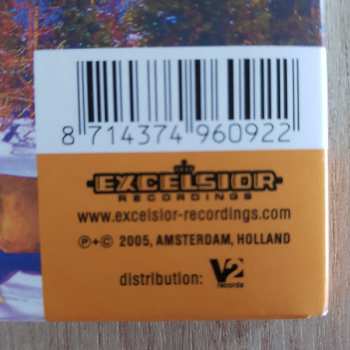 8 714374 960922
EXCELSIOR
RECORDINGS
www.excelsior-recordings.com
℗+© 2005, AMSTERDAM, HOLLAND
distribution: V2
records